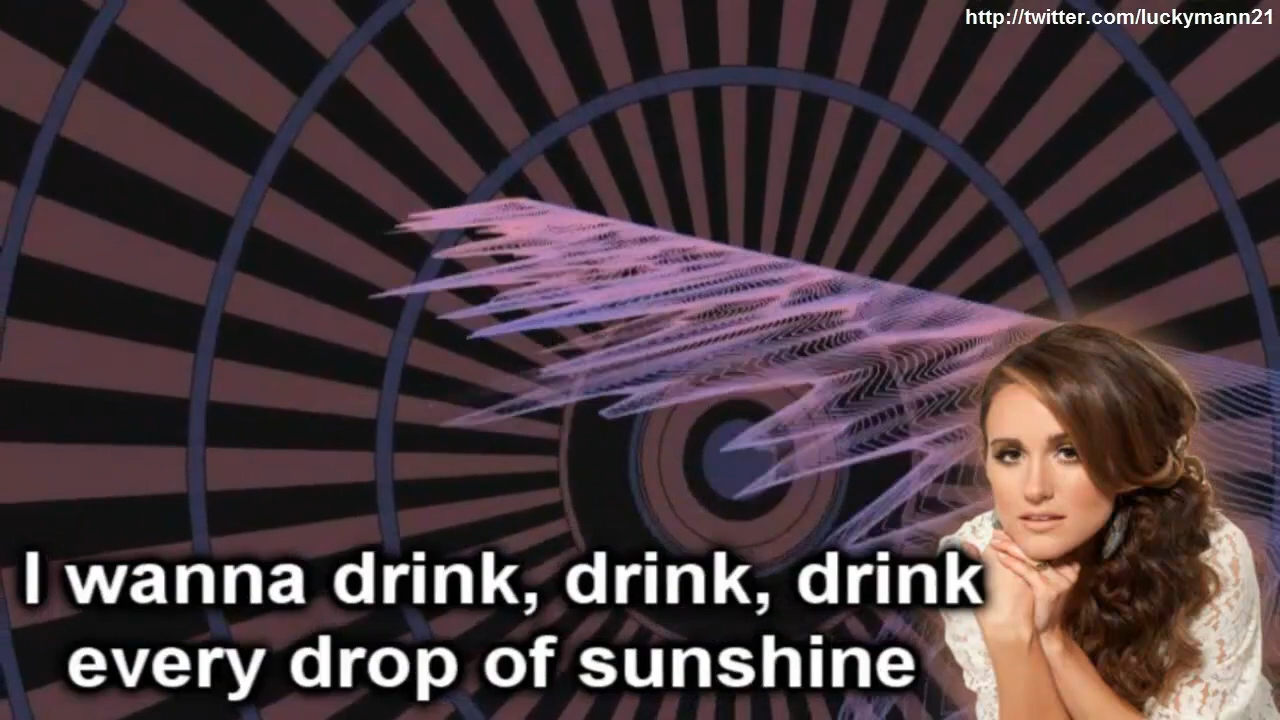 http://twitter.com/luckymann21
I wanna drink, drink, drink
every drop of sunshine